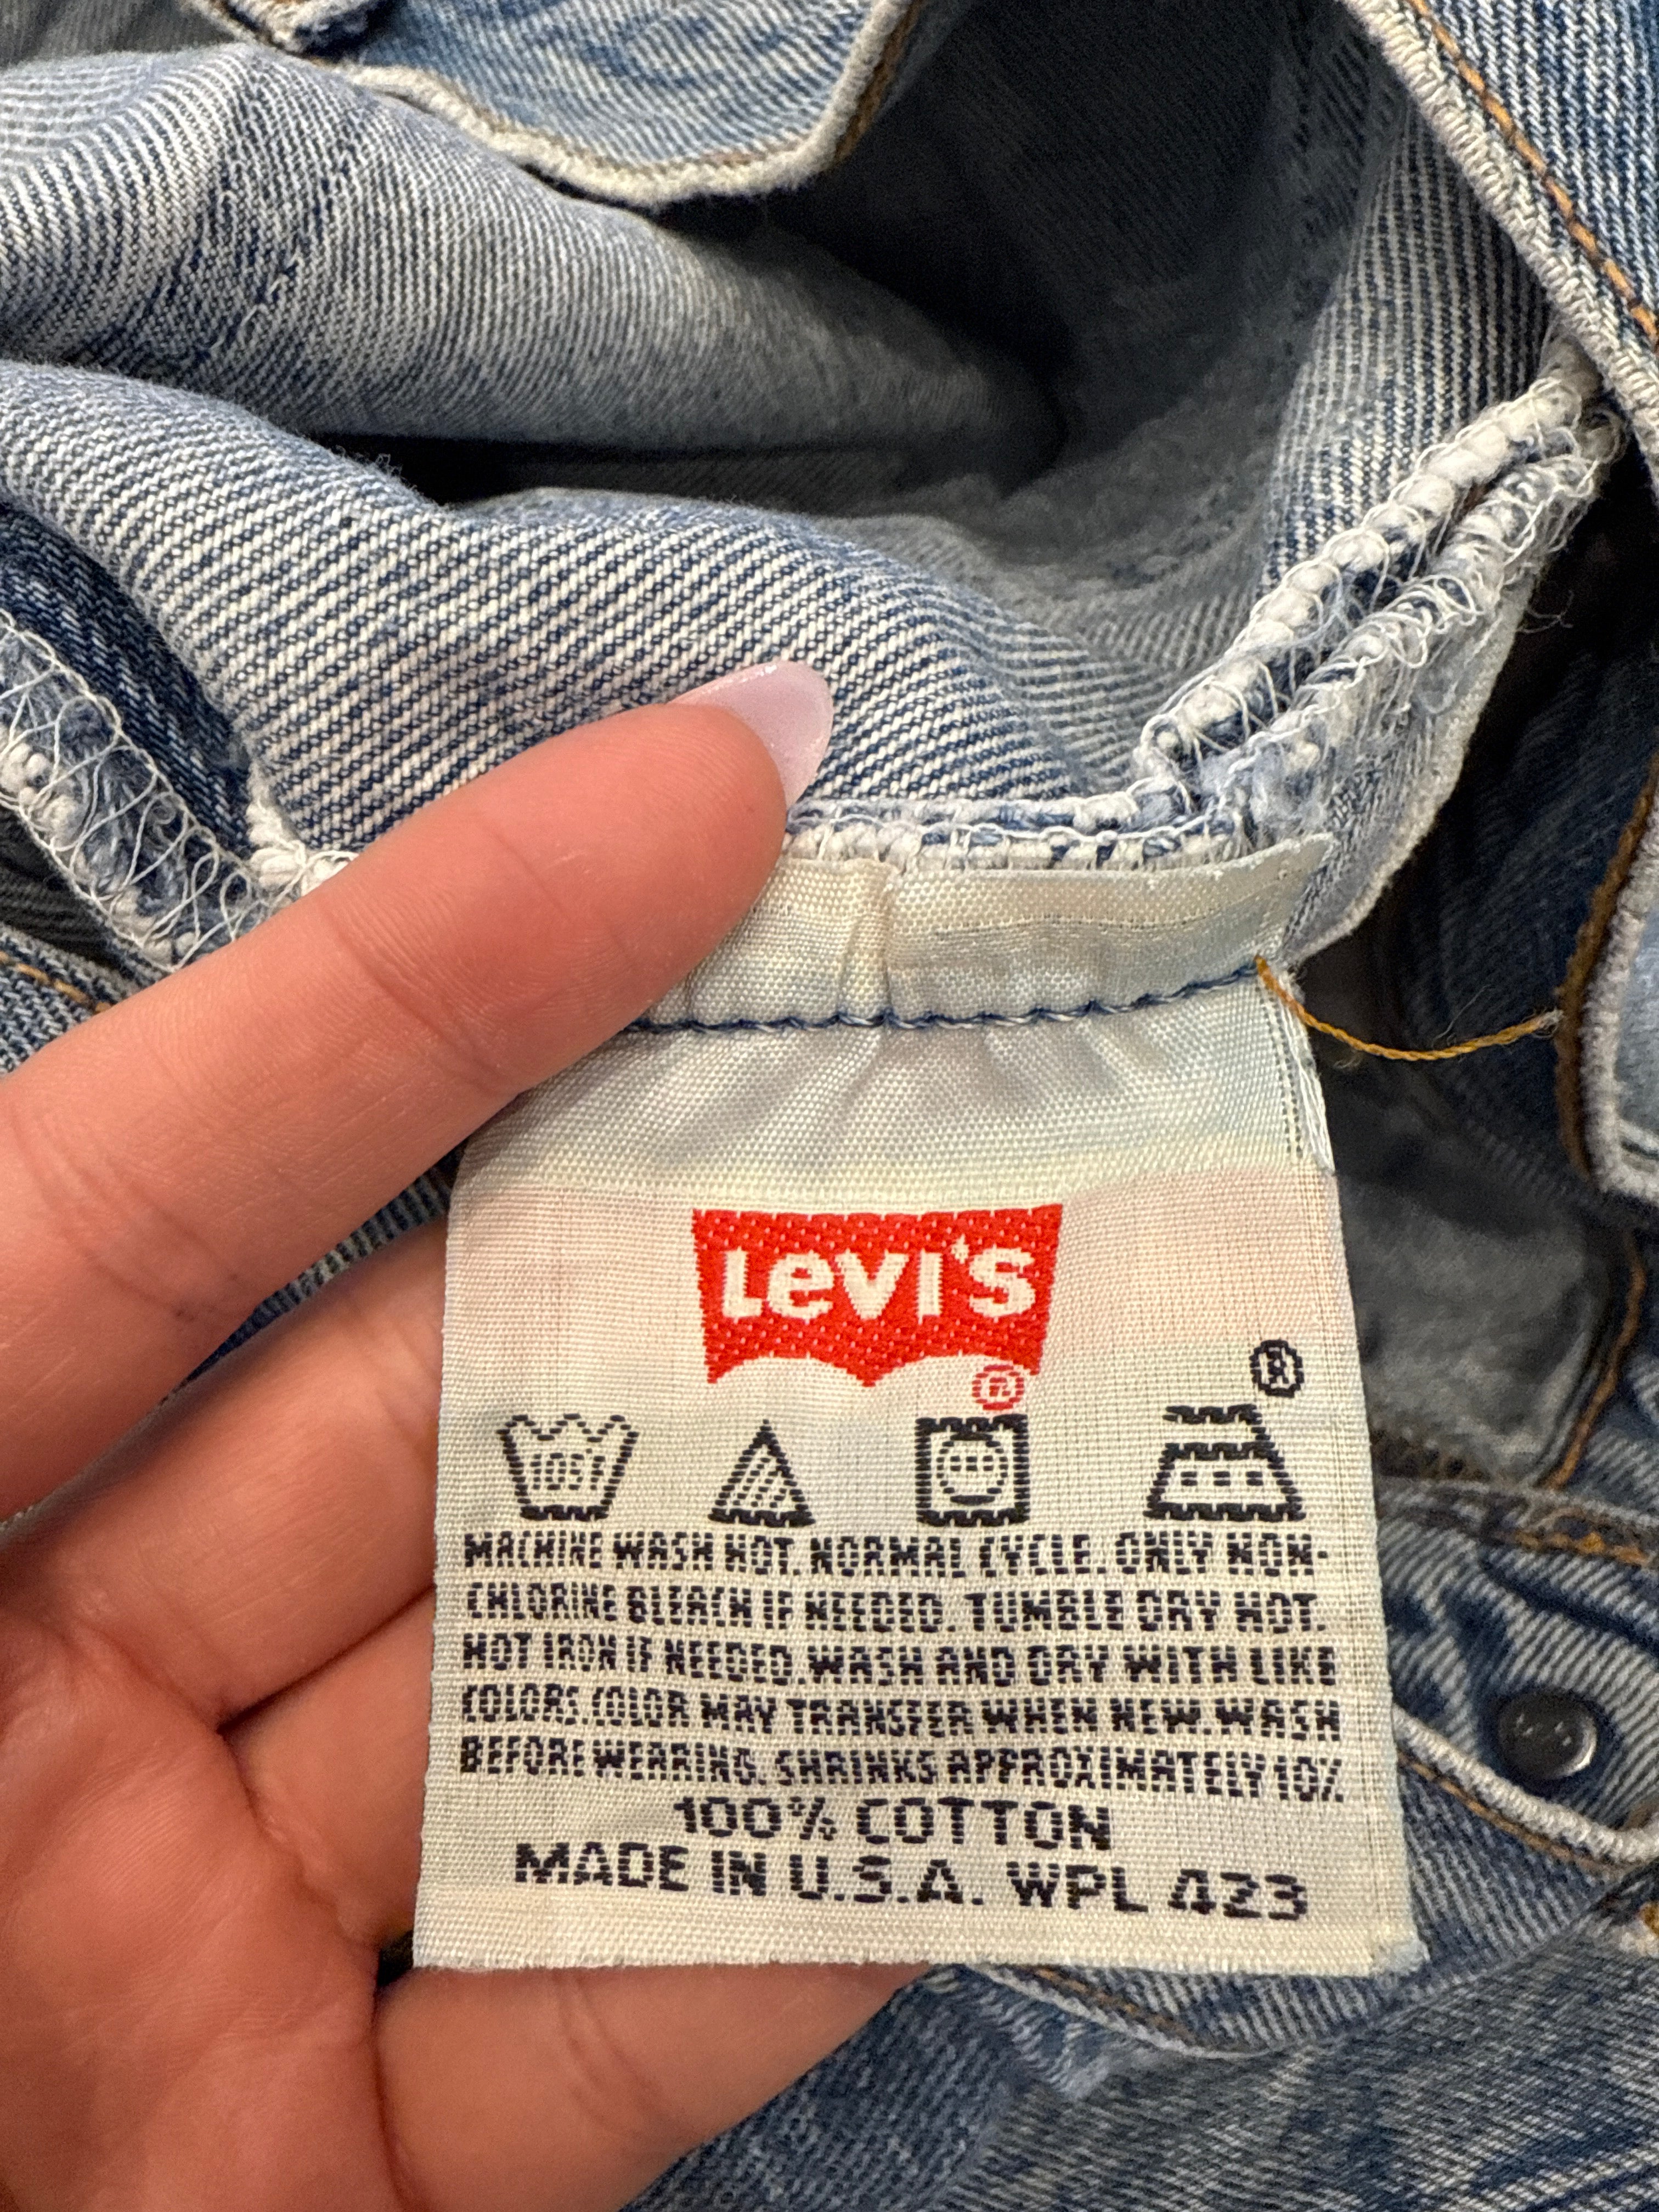 LEVI'S
®
®
105F
MACHINE WASH HOT. NORMAL CYCLE. ONLY NON-
CHLORINE BLEACH IF NEEDED. TUMBLE DRY HOT.
HOT IRON IF NEEDED. WASH AND DRY WITH LIKE
COLORS. COLOR MAY TRANSFER WHEN NEW. WASH
BEFORE WEARING. SHRINKS APPROXIMATELY 10%
100% COTTON
MADE IN U.S.A. WPL 423